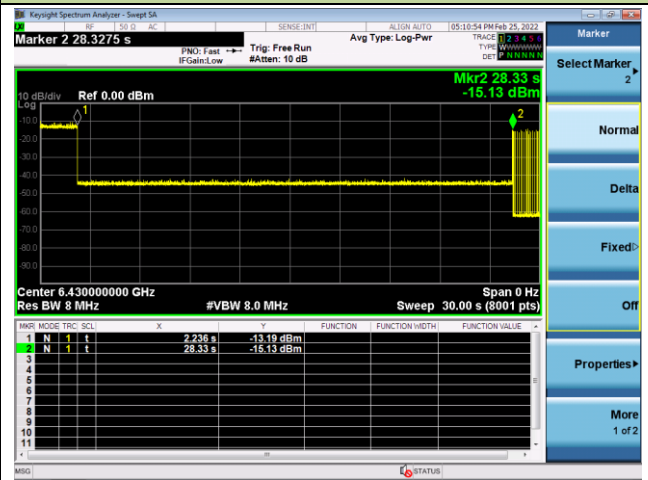 Keysight Spectrum Analyzer - Swept SA
LXI RF 50 Ω AC SENSE:INT ALIGN AUTO 05:10:54 PM Feb 25, 2022
Marker 2 28.3275 s
PNO: Fast
IFGain:Low
Trig: Free Run
#Atten: 10 dB
Avg Type: Log-Pwr
TRACE 1 2 3 4 5 6
TYPE WWWWWW
DET P N N N N N
Mkr2 28.33 s
-15.13 dBm
10 dB/div Ref 0.00 dBm
Log
1
2
-10.0
-20.0
-30.0
-40.0
-50.0
-60.0
-70.0
-80.0
-90.0
Center 6.430000000 GHz Span 0 Hz
Res BW 8 MHz #VBW 8.0 MHz Sweep 30.00 s (8001 pts)
MKR MODE TRC SCL X Y FUNCTION FUNCTION WIDTH FUNCTION VALUE
1 N 1 t 2.236 s -13.19 dBm
2 N 1 t 28.33 s -15.13 dBm
3
4
5
6
7
8
9
10
11
MSG STATUS
Marker
Select Marker
2
Normal
Delta
Fixed
Off
Properties
More
1 of 2